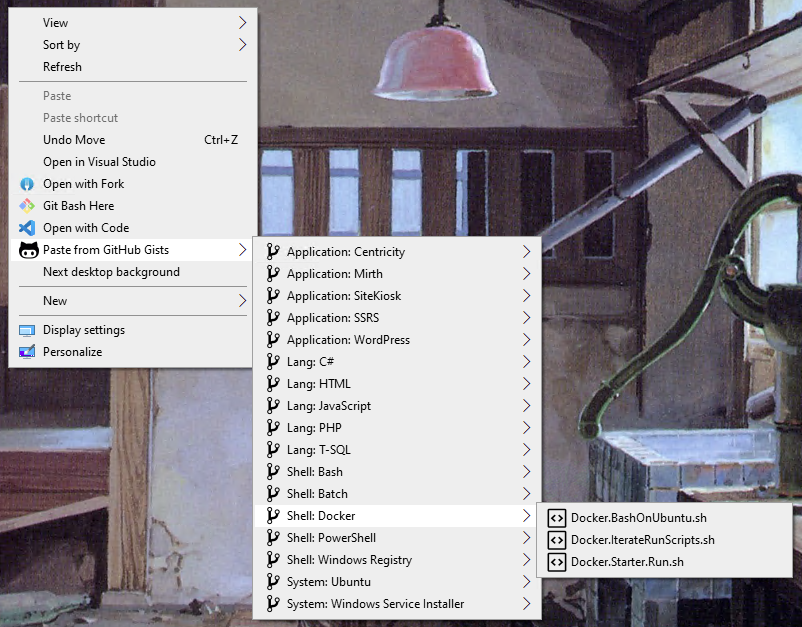 View
Sort by
Refresh
Paste
Paste shortcut
Undo Move Ctrl+Z
Open in Visual Studio
Open with Fork
Git Bash Here
Open with Code
Paste from GitHub Gists
Next desktop background
New
Display settings
Personalize
Application: Centricity
Application: Mirth
Application: SiteKiosk
Application: SSRS
Application: WordPress
Lang: C#
Lang: HTML
Lang: JavaScript
Lang: PHP
Lang: T-SQL
Shell: Bash
Shell: Batch
Shell: Docker
Shell: PowerShell
Shell: Windows Registry
System: Ubuntu
System: Windows Service Installer
Docker.BashOnUbuntu.sh
Docker.IterateRunScripts.sh
Docker.Starter.Run.sh